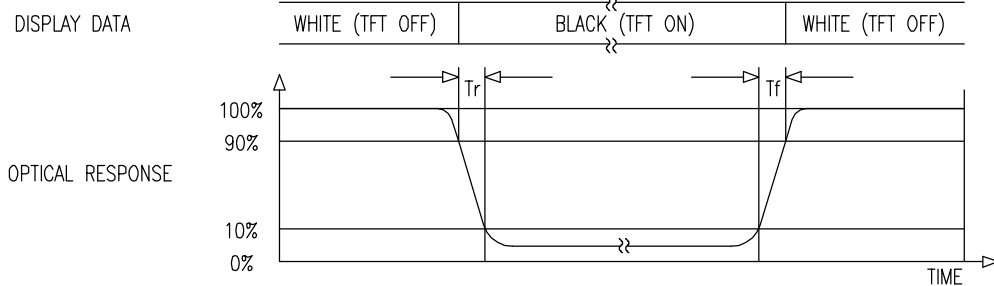 DISPLAY DATA
WHITE (TFT OFF)
BLACK (TFT ON)
WHITE (TFT OFF)
Tr
Tf
100%
90%
OPTICAL RESPONSE
10%
0%
TIME